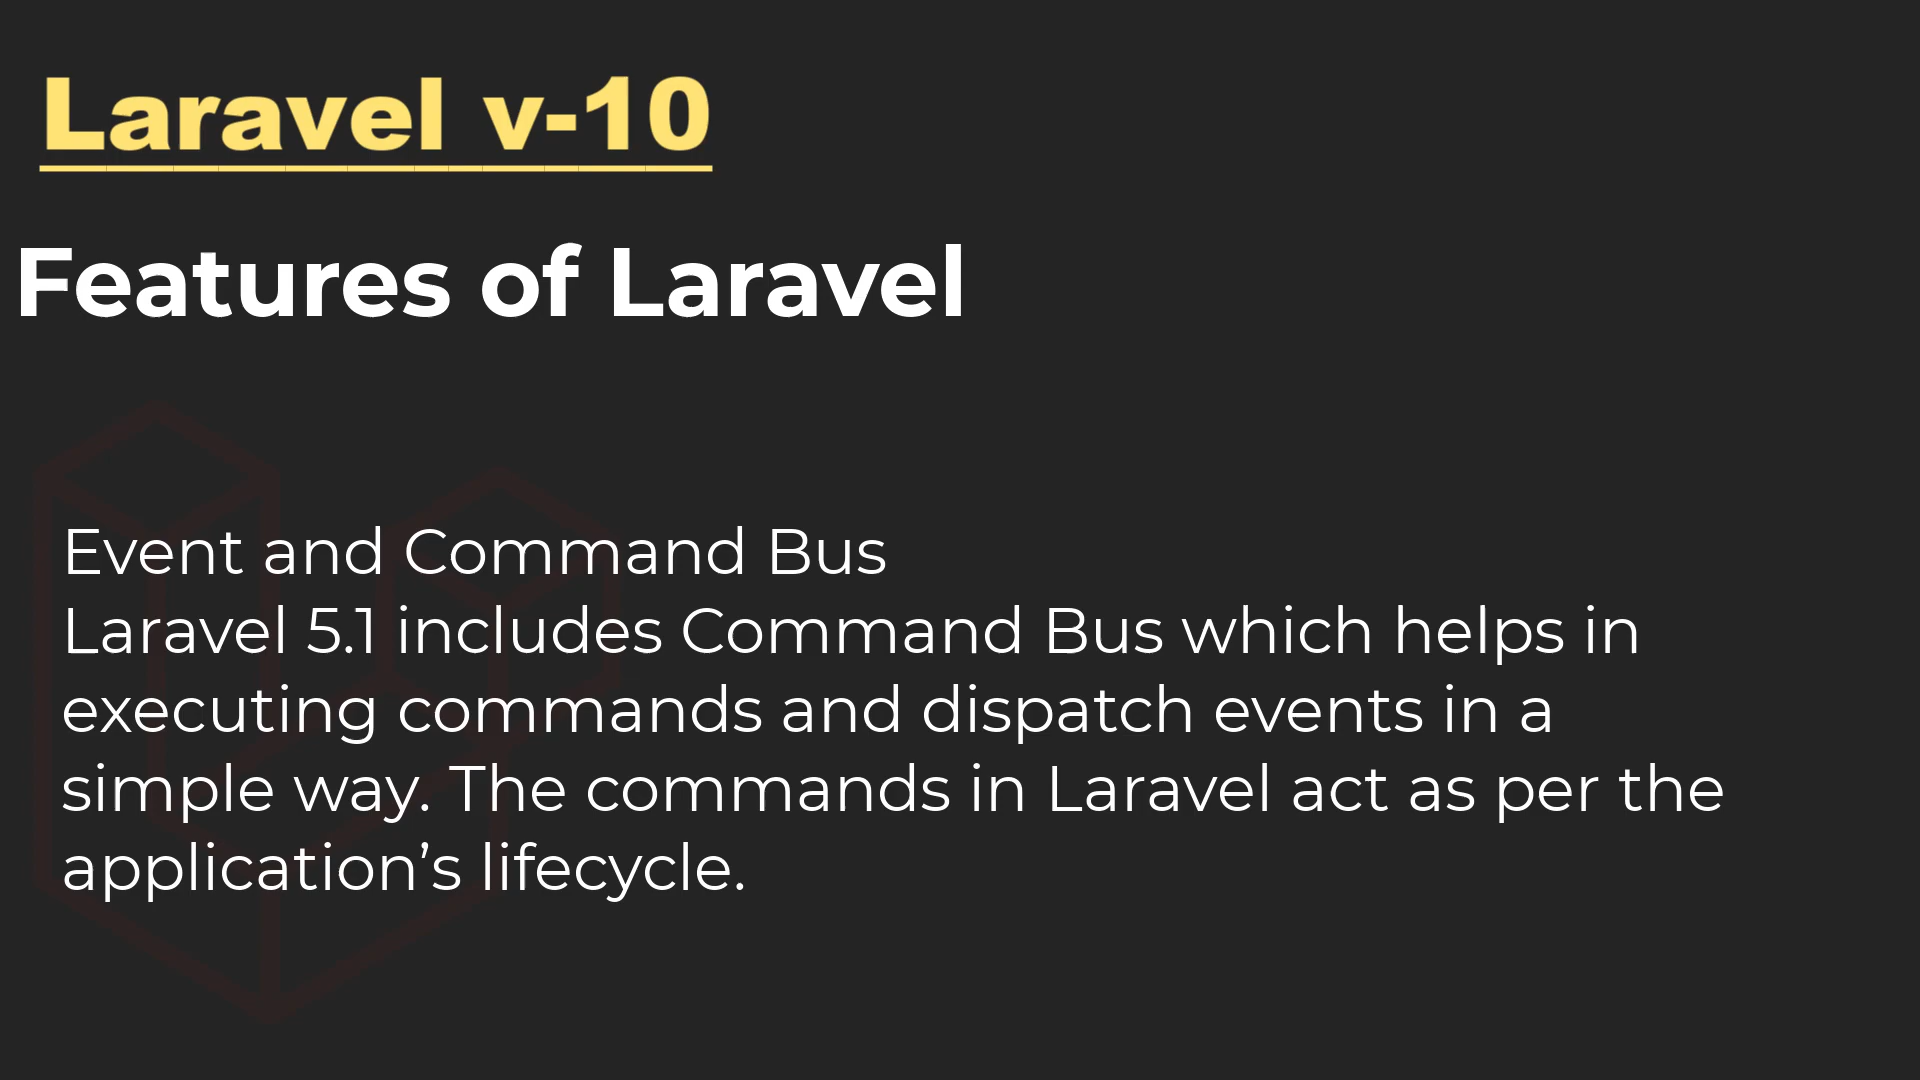 Laravel v-10
Features of Laravel
Event and Command Bus
Laravel 5.1 includes Command Bus which helps in
executing commands and dispatch events in a
simple way. The commands in Laravel act as per the
application’s lifecycle.